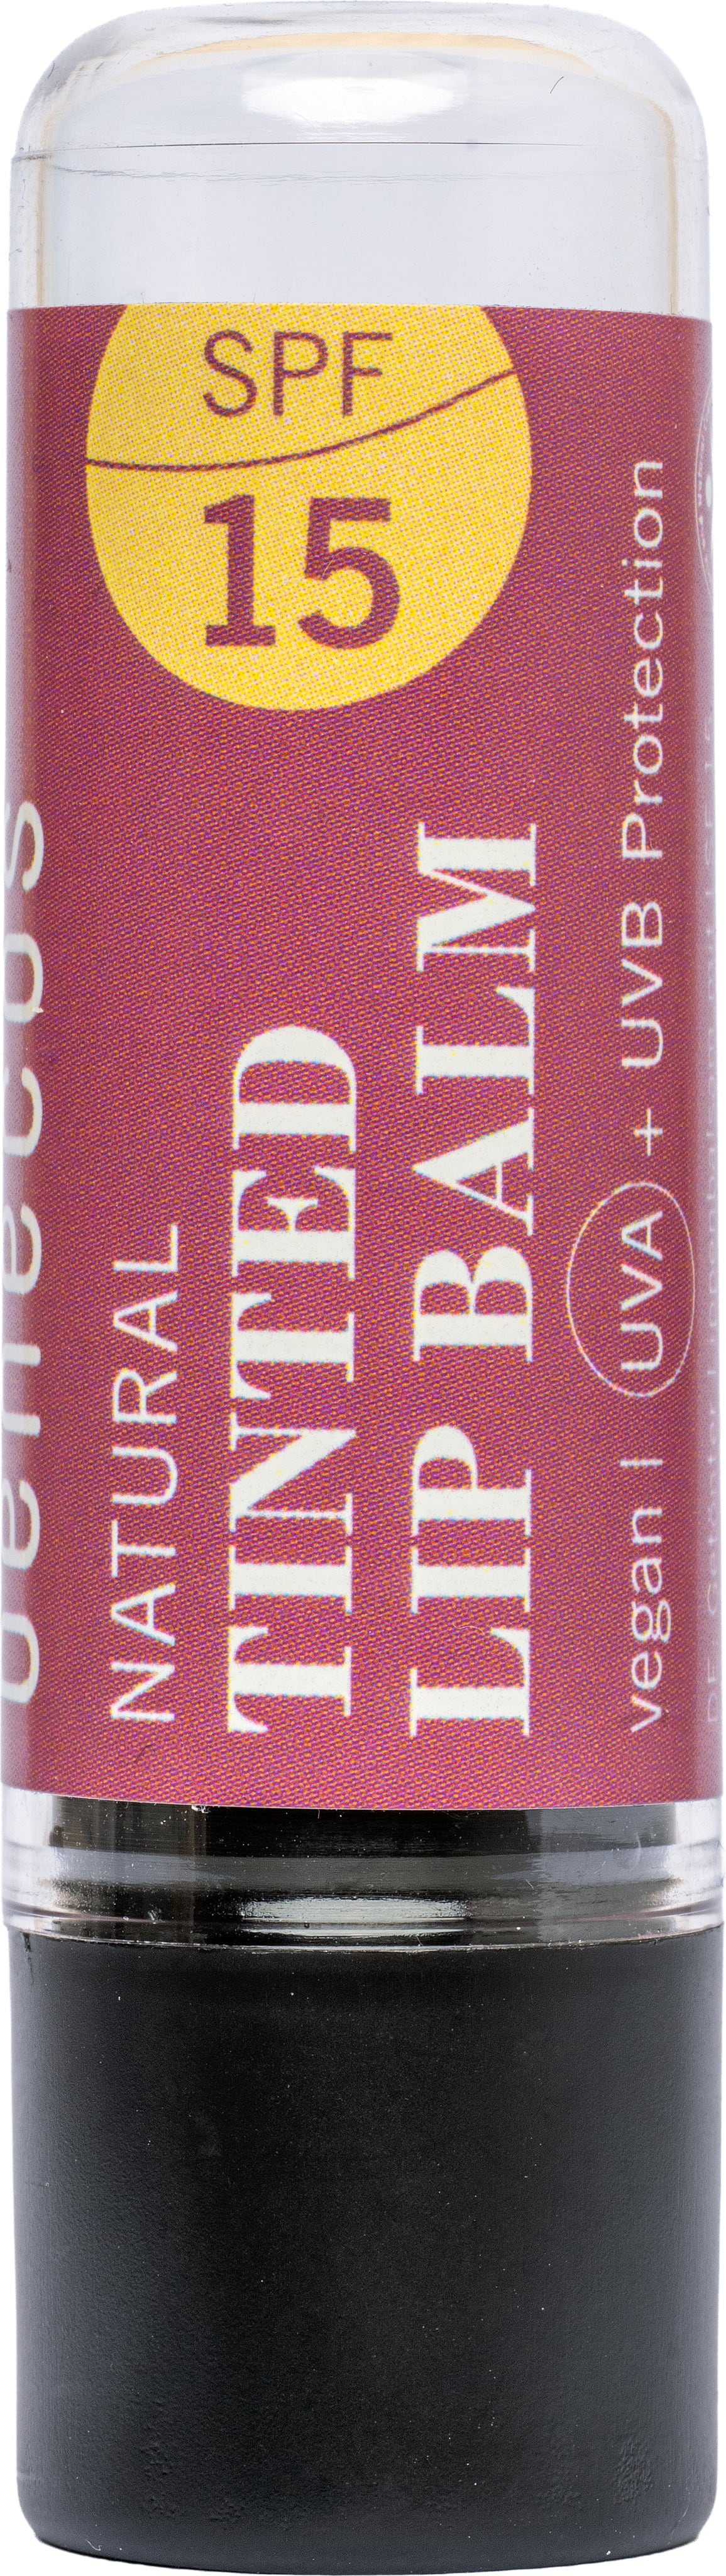 SPF
15
benecos
NATURAL
TINTED
LIP BALM
vegan | UVA + UVB Protection